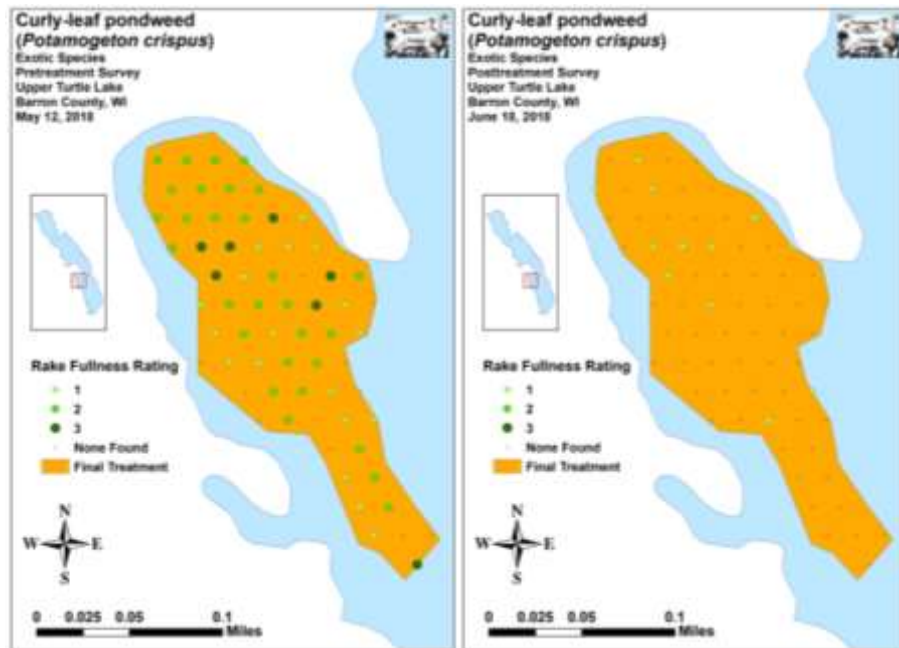 Curly-leaf pondweed
(Potamogeton crispus)
Exotic Species
Pretreatment Survey
Upper Turtle Lake
Barron County, WI
May 12, 2018
Rake Fullness Rating
1
2
3
None Found
Final Treatment
N
W E
S
0 0.025 0.05 0.1
Miles
Curly-leaf pondweed
(Potamogeton crispus)
Exotic Species
Posttreatment Survey
Upper Turtle Lake
Barron County, WI
June 18, 2018
Rake Fullness Rating
1
2
3
None Found
Final Treatment
N
W E
S
0 0.025 0.05 0.1
Miles